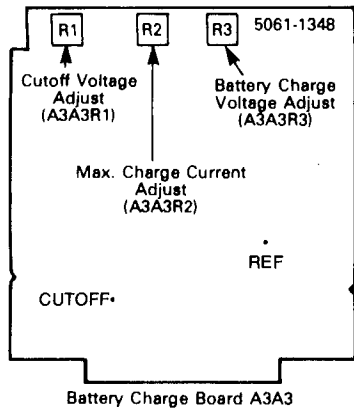 R1 R2 R3 5061-1348
Cutoff Voltage
Adjust
(A3A3R1)
Battery Charge
Voltage Adjust
(A3A3R3)
Max. Charge Current
Adjust
(A3A3R2)
REF
CUTOFF
Battery Charge Board A3A3